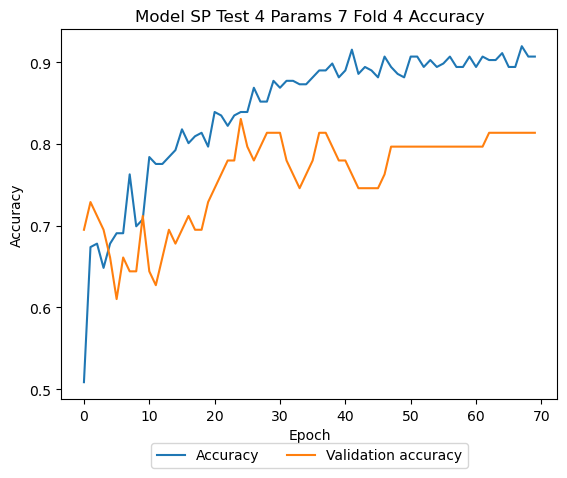 Model SP Test 4 Params 7 Fold 4 Accuracy
0.9
0.8
0.7
0.6
0.5
Accuracy
0 10 20 30 40 50 60 70
Epoch
Accuracy Validation accuracy